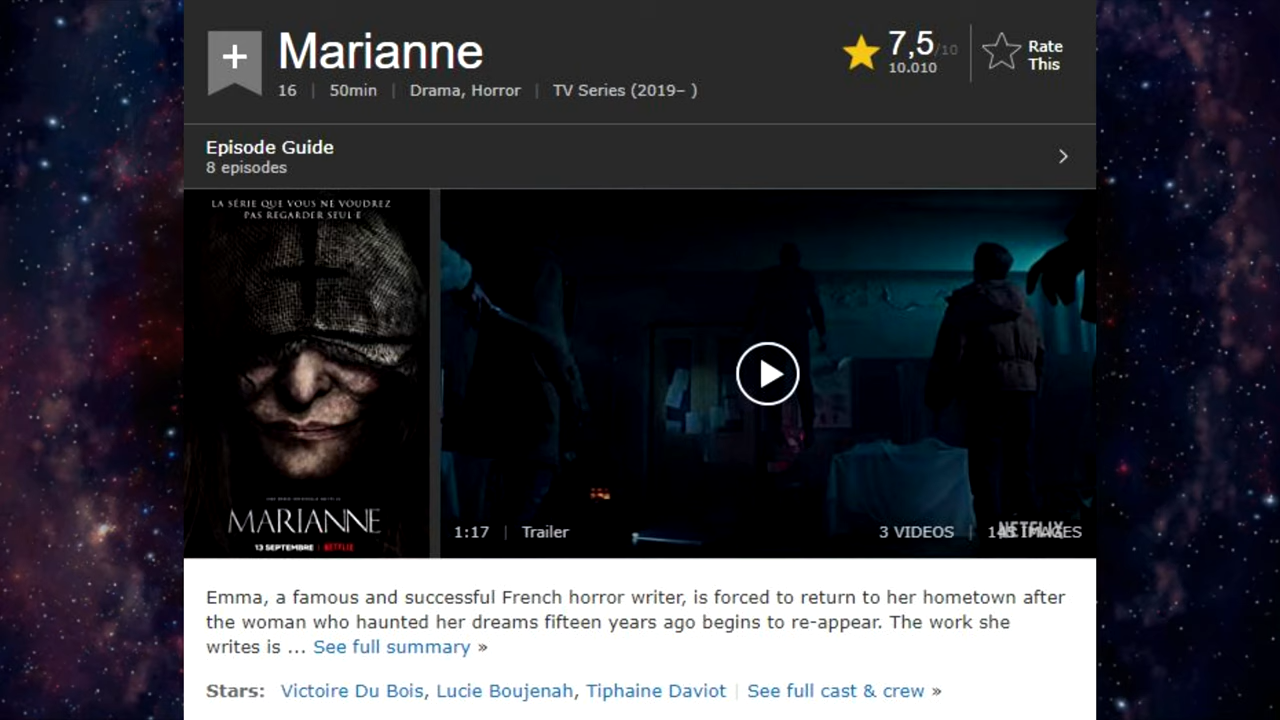 Marianne
16 | 50min | Drama, Horror | TV Series (2019– )
7,5/10
10.010
Rate
This
Episode Guide
8 episodes
LA SÉRIE QUE VOUS NE VOUDREZ
PAS REGARDER SEUL·E
MARIANNE
13 SEPTEMBRE | NETFLIX
1:17 | Trailer
3 VIDEOS | IMAGES
NETFLIX
Emma, a famous and successful French horror writer, is forced to return to her hometown after
the woman who haunted her dreams fifteen years ago begins to re-appear. The work she
writes is ... See full summary »
Stars: Victoire Du Bois, Lucie Boujenah, Tiphaine Daviot | See full cast & crew »